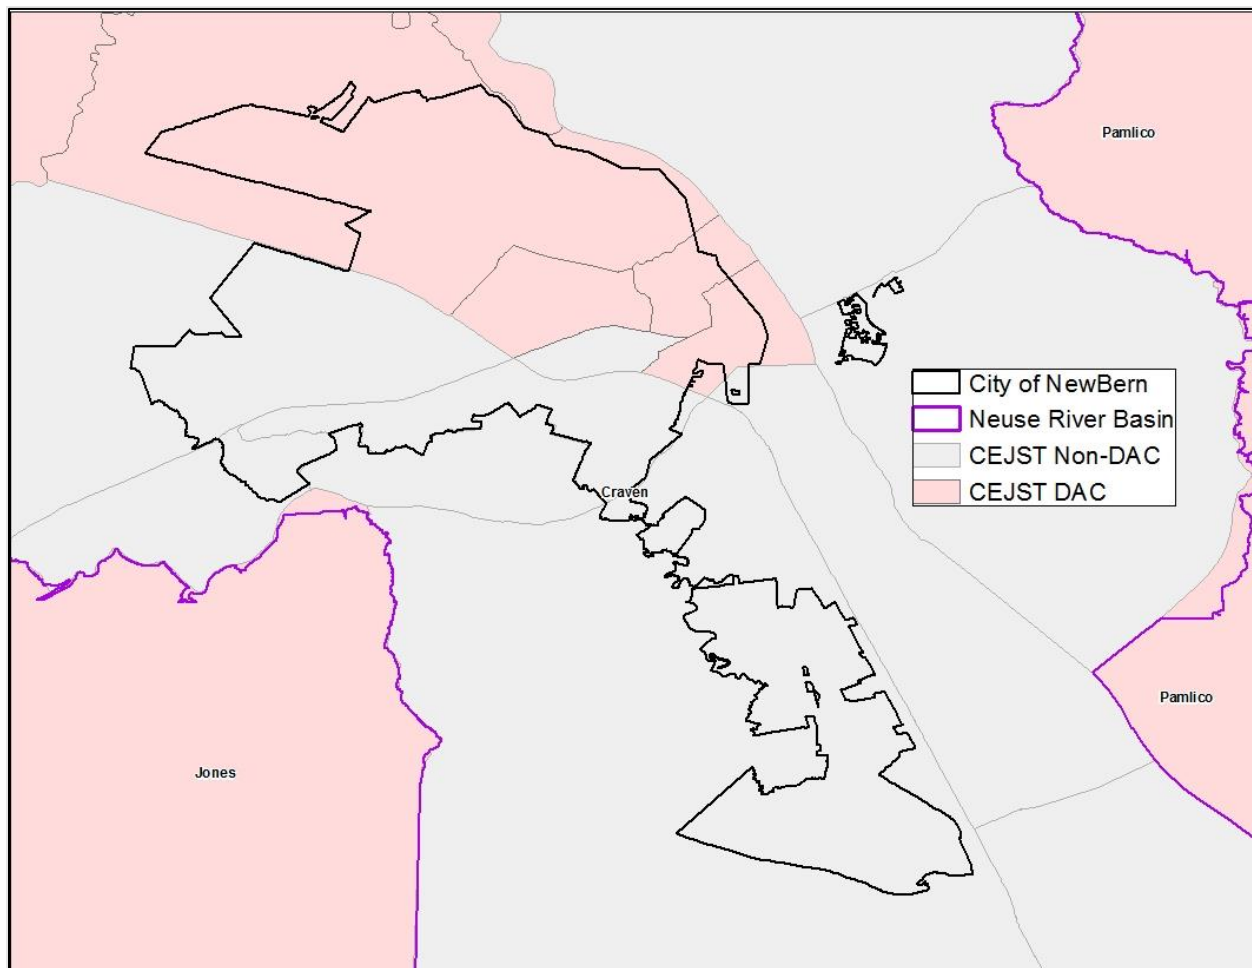 Pamlico
City of NewBern
Neuse River Basin
CEJST Non-DAC
CEJST DAC
Craven
Pamlico
Jones